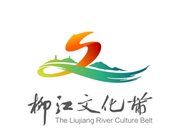 柳江文化带
The Liujiang River Culture Belt